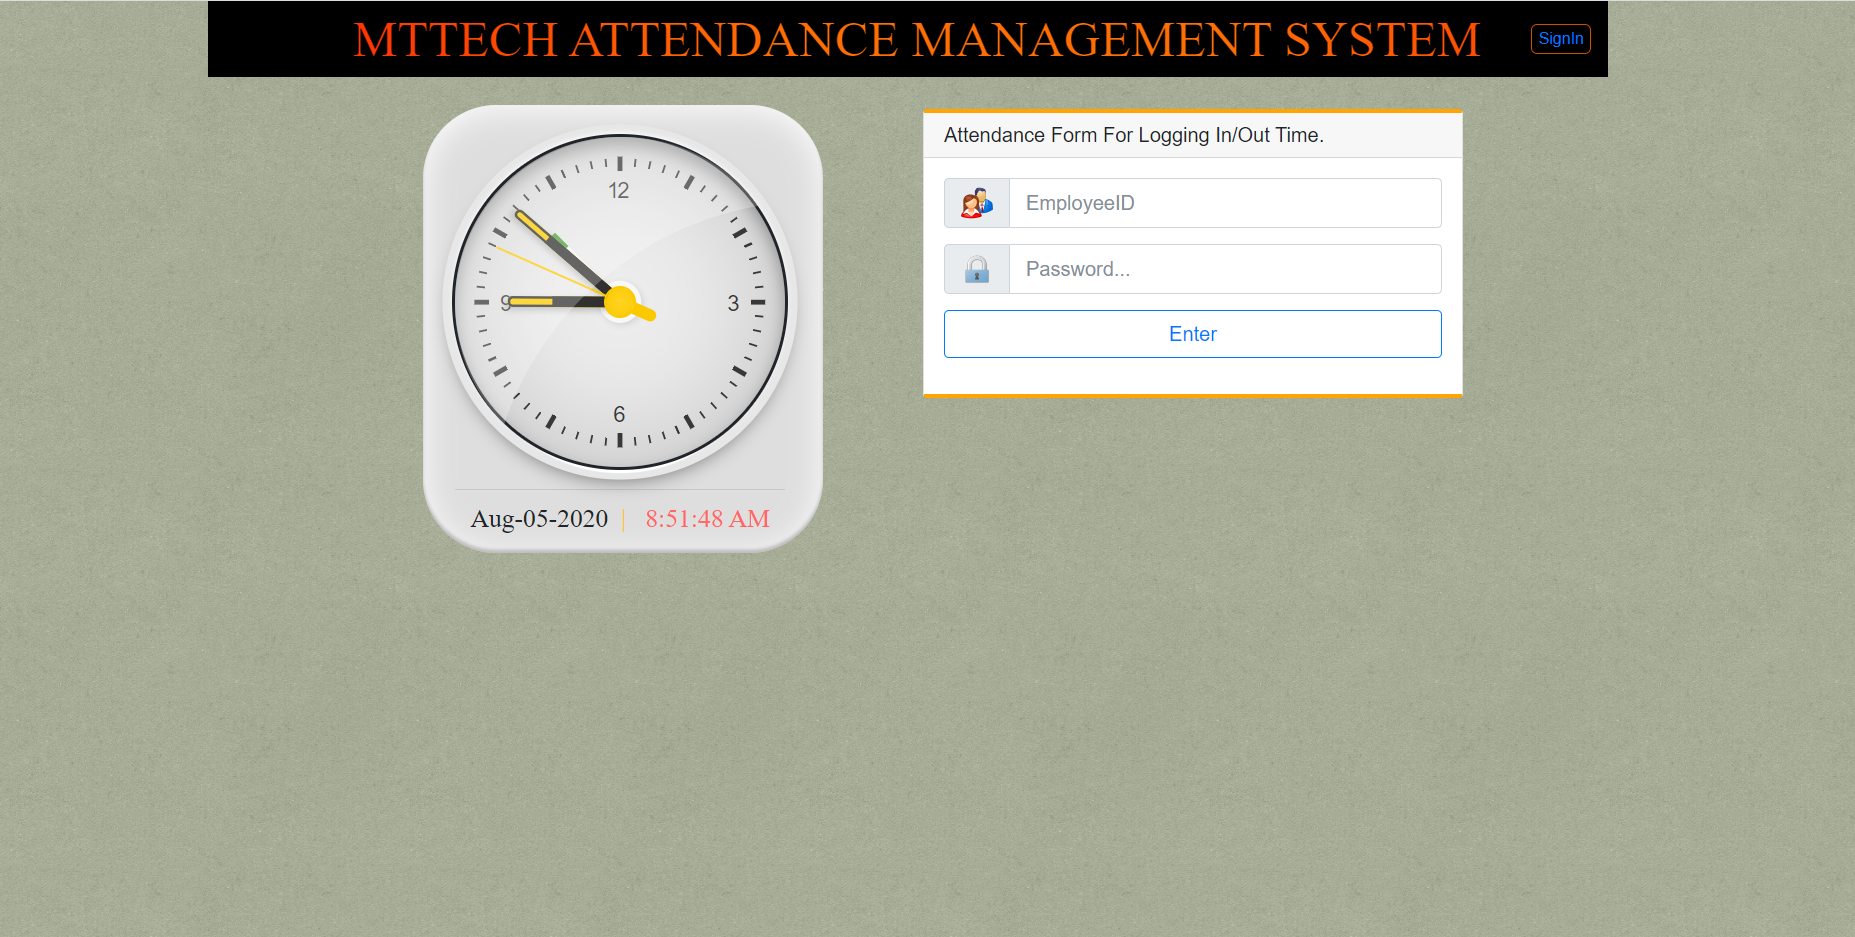 MTTECH ATTENDANCE MANAGEMENT SYSTEM
SignIn
12
9
3
6
Aug-05-2020 | 8:51:48 AM
Attendance Form For Logging In/Out Time.
EmployeeID
Password...
Enter